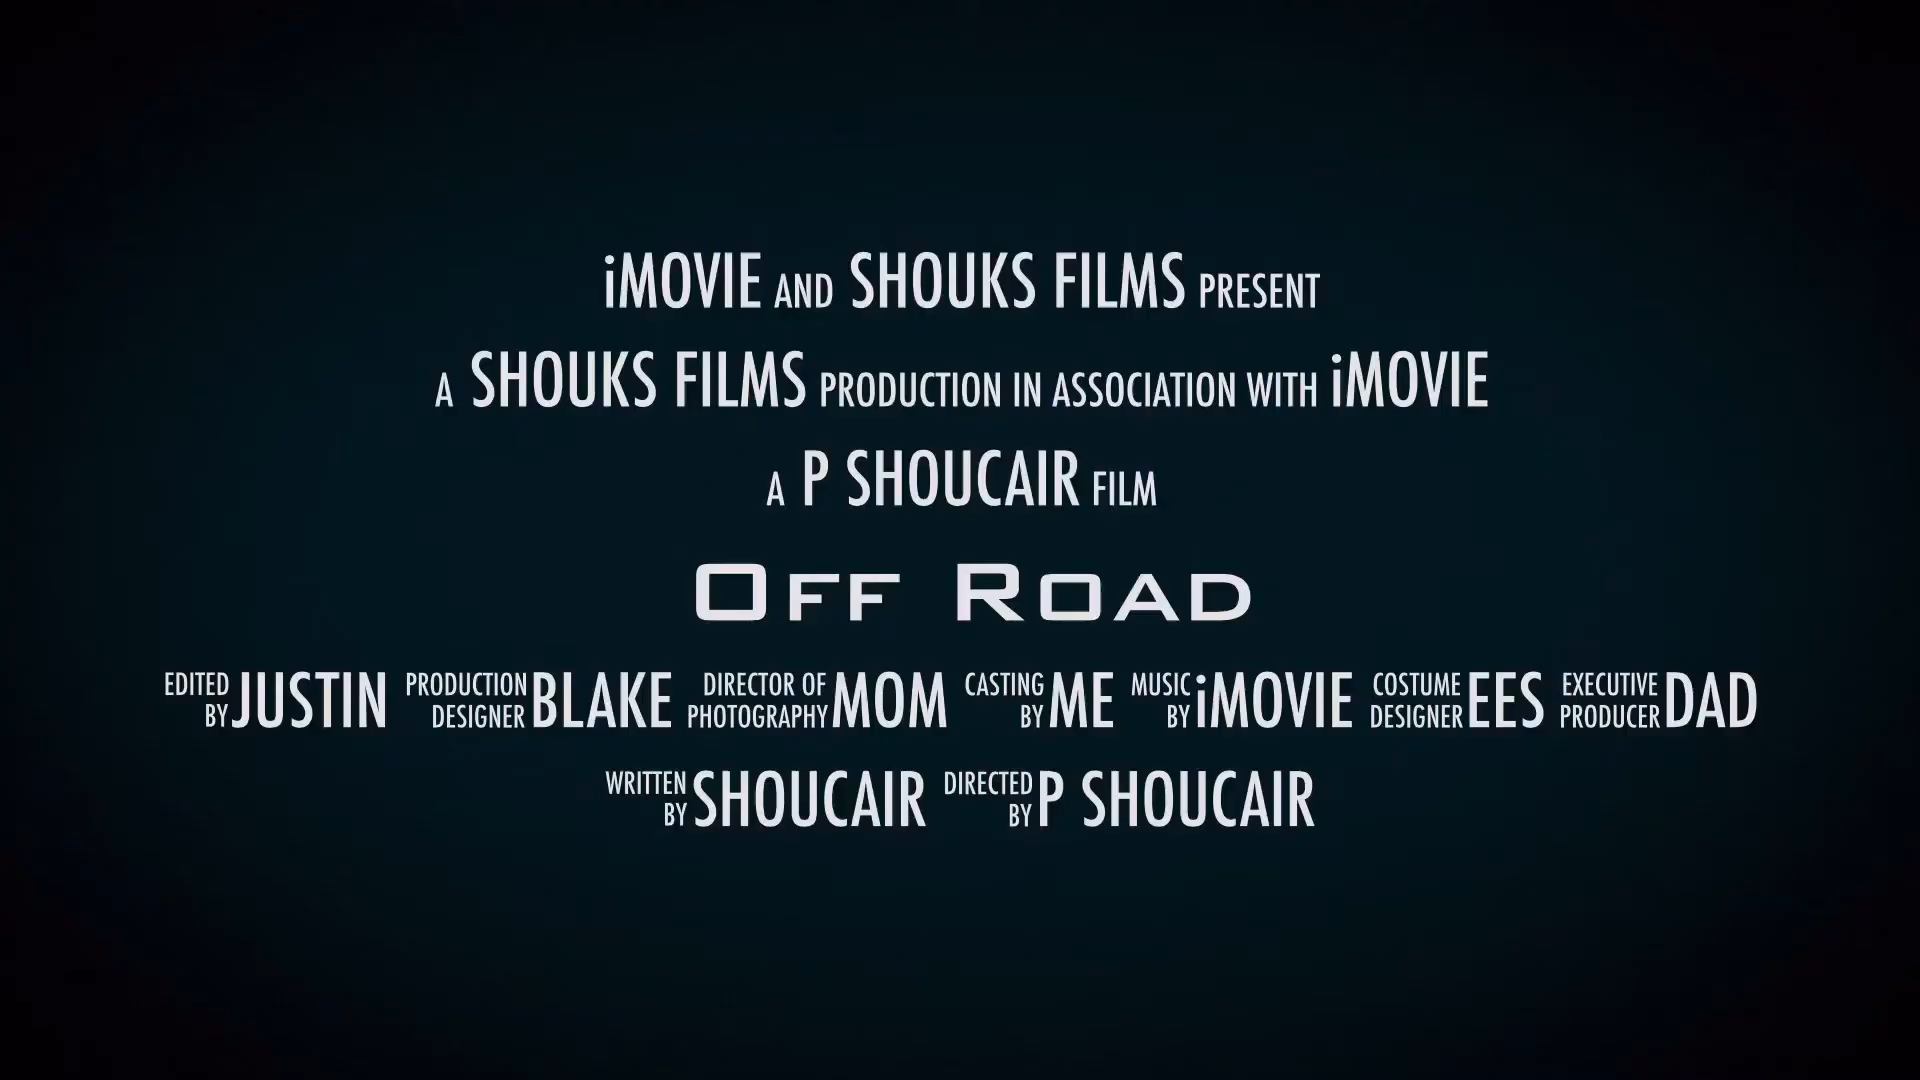 iMOVIE AND SHOUKS FILMS PRESENT
A SHOUKS FILMS PRODUCTION IN ASSOCIATION WITH iMOVIE
A P SHOUCAIR FILM
OFF ROAD
EDITED BY JUSTIN PRODUCTION DESIGNER BLAKE DIRECTOR OF PHOTOGRAPHY MOM CASTING BY ME MUSIC BY iMOVIE COSTUME DESIGNER EES EXECUTIVE PRODUCER DAD
WRITTEN BY SHOUCAIR DIRECTED BY P SHOUCAIR